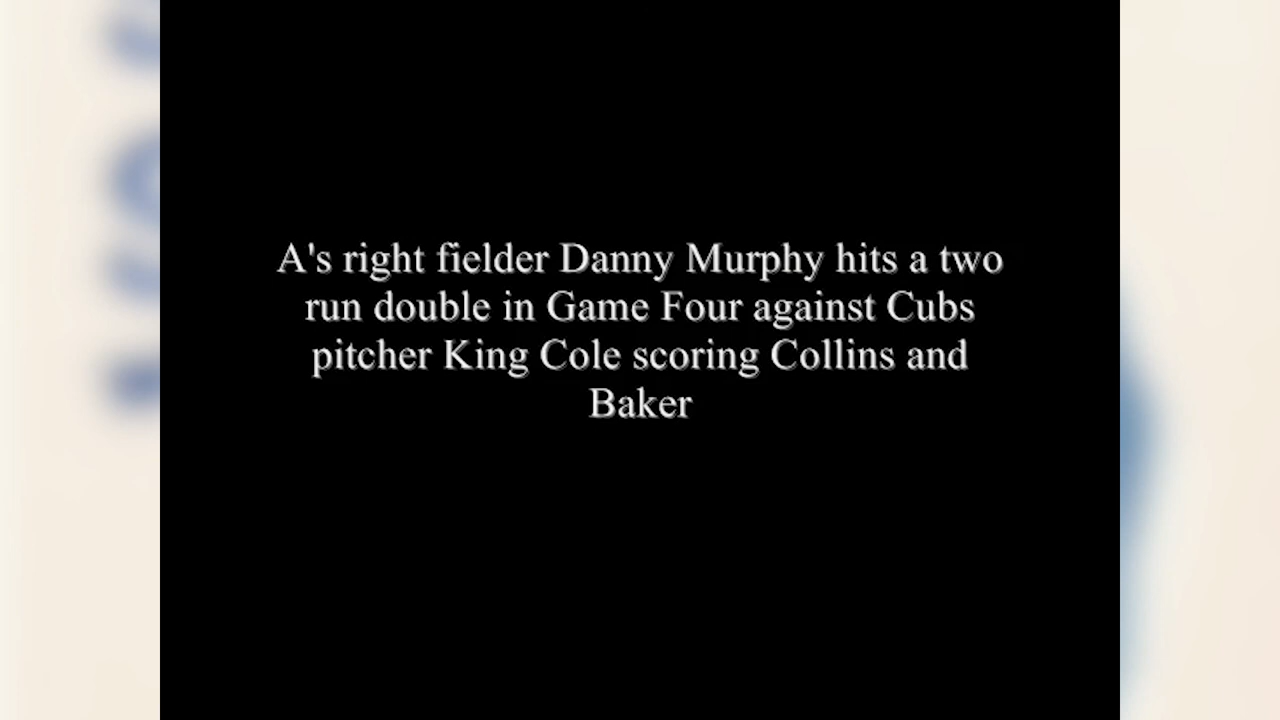 A's right fielder Danny Murphy hits a two
run double in Game Four against Cubs
pitcher King Cole scoring Collins and
Baker